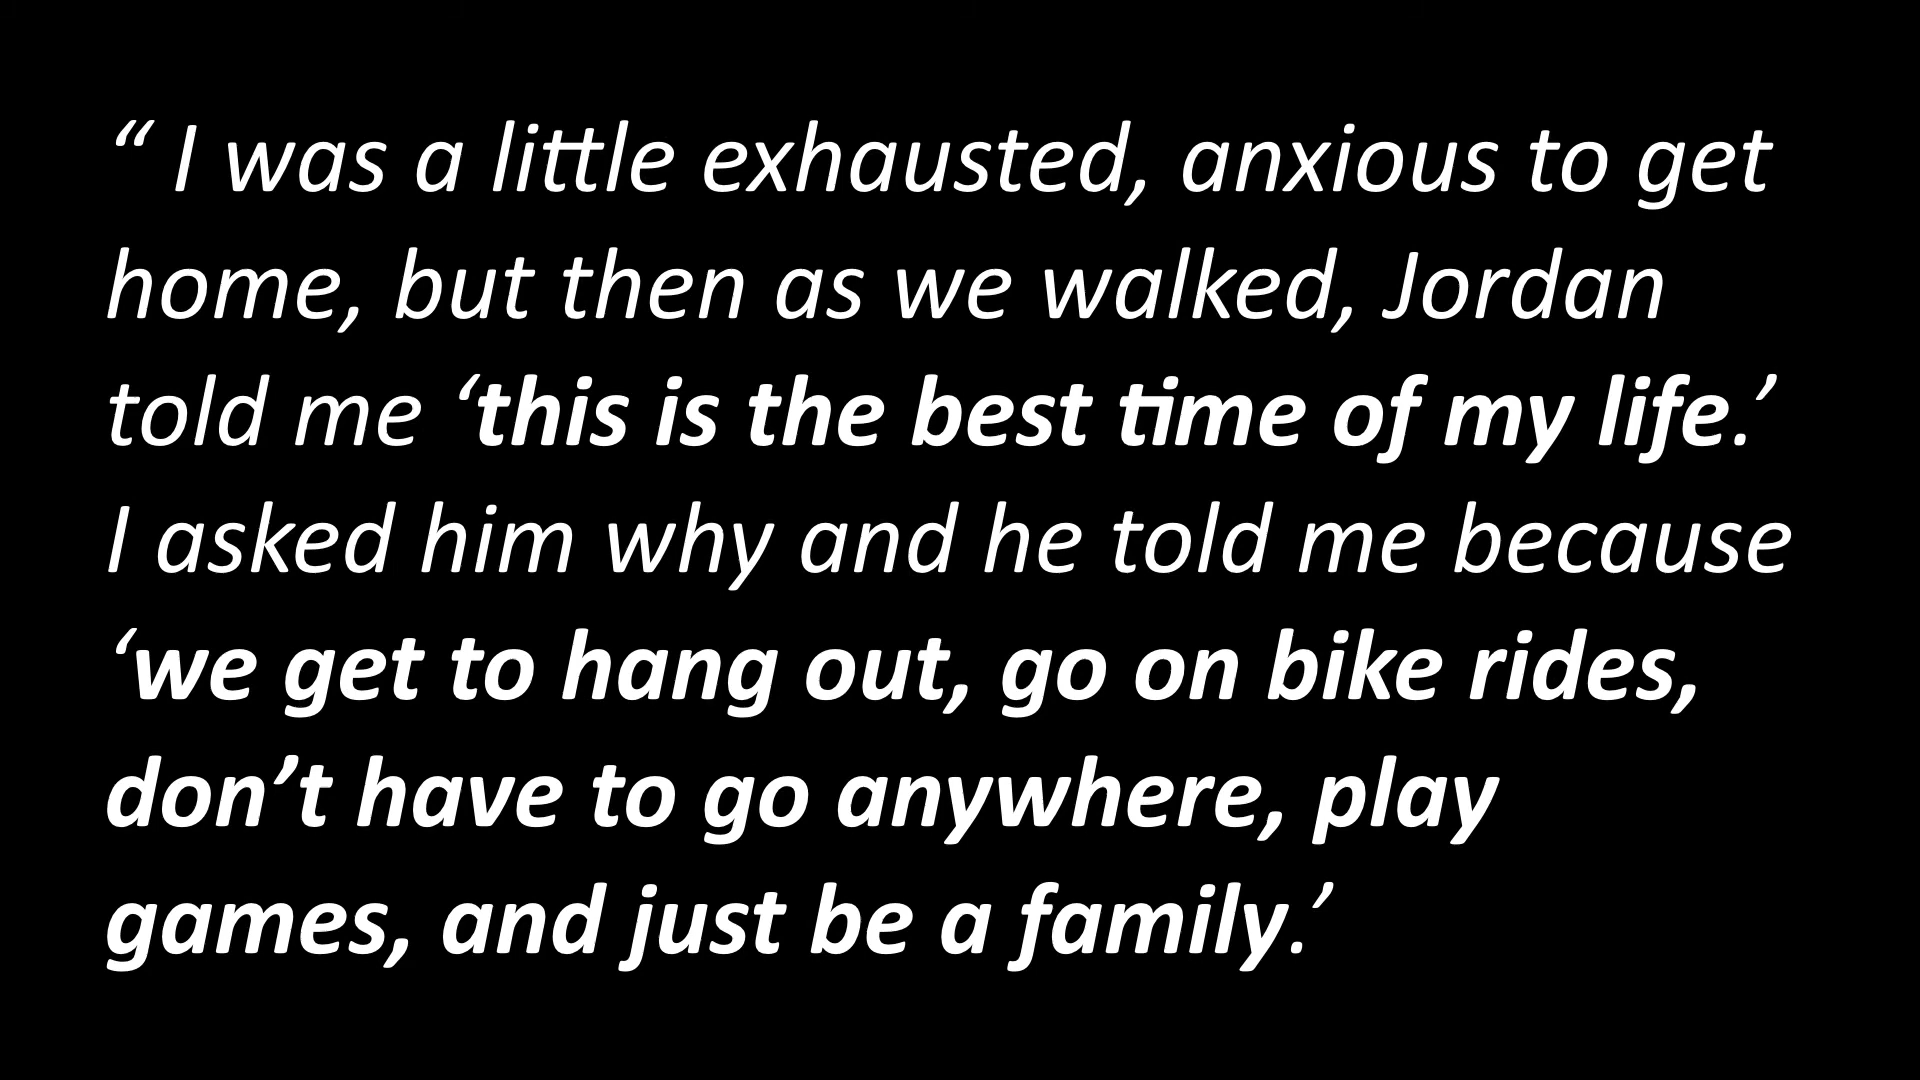 “ I was a little exhausted, anxious to get
home, but then as we walked, Jordan
told me ‘this is the best time of my life.’
I asked him why and he told me because
‘we get to hang out, go on bike rides,
don’t have to go anywhere, play
games, and just be a family.’